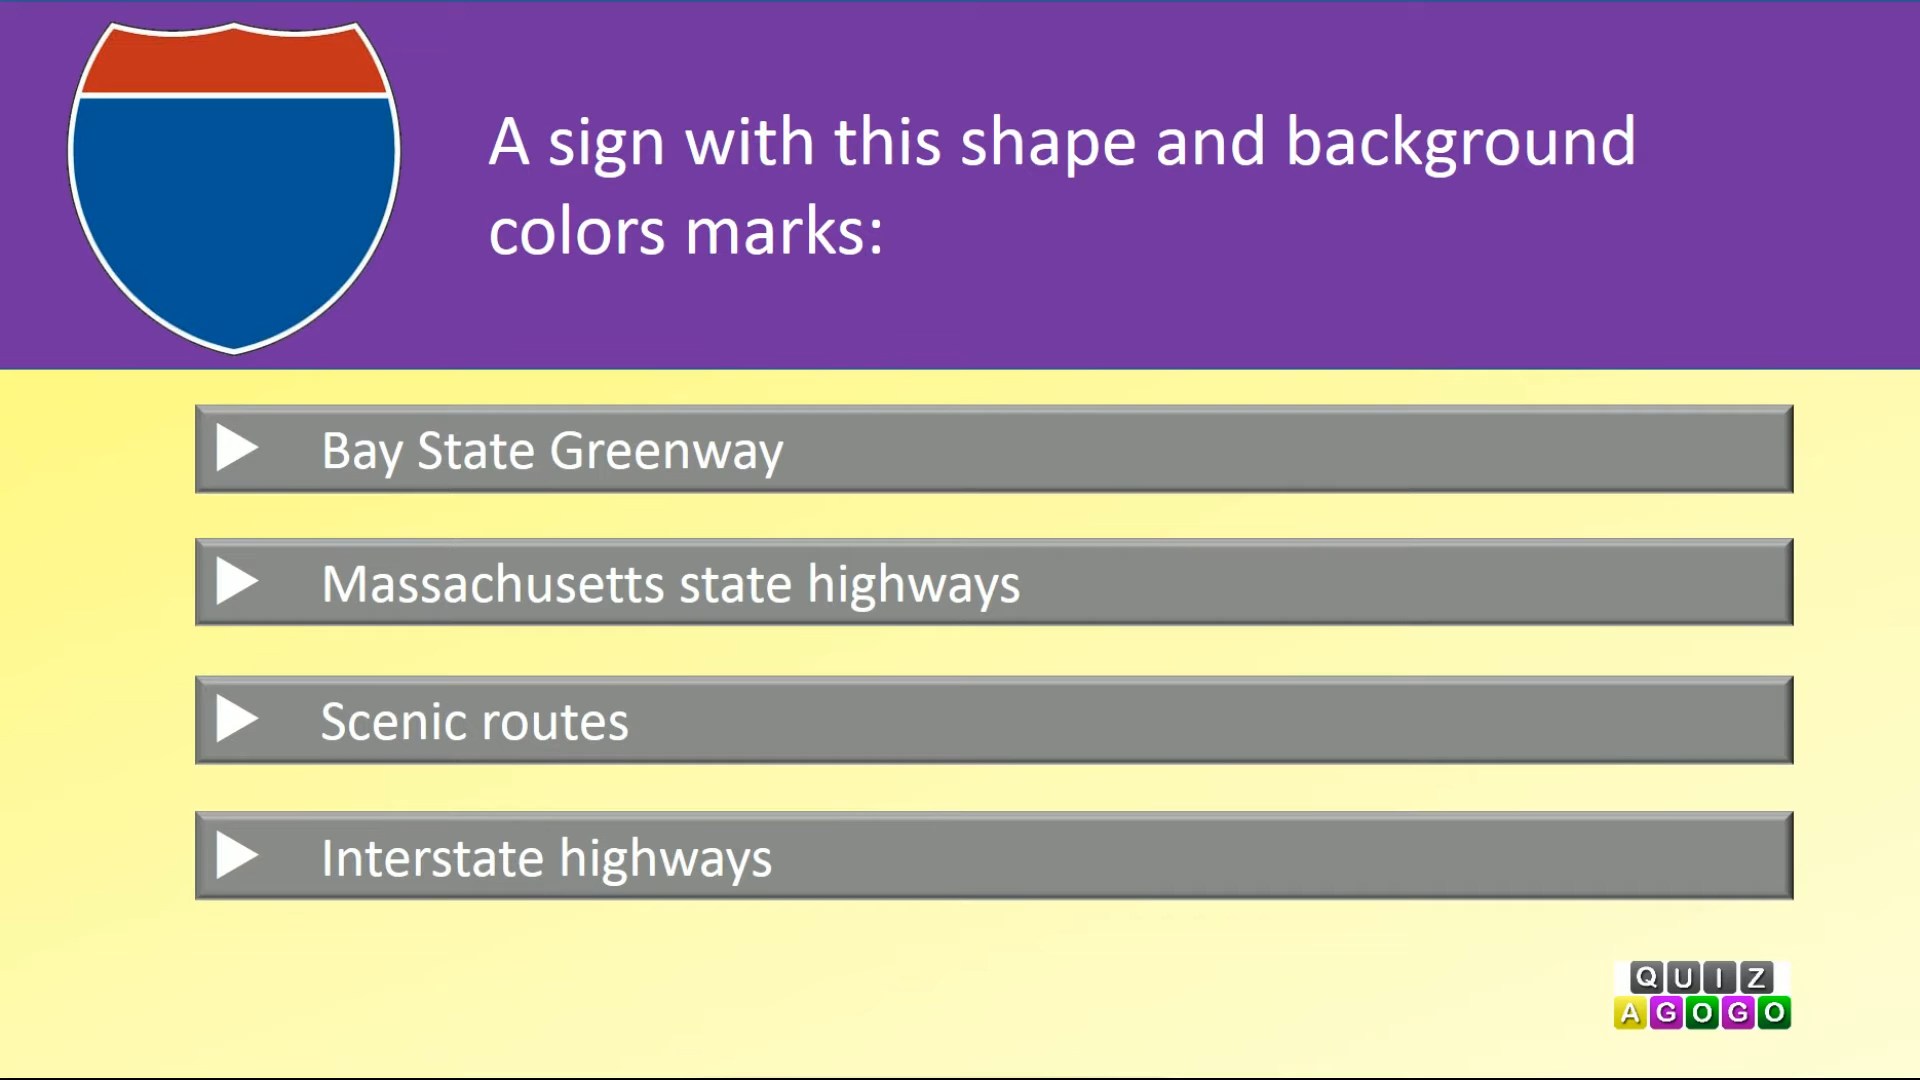 A sign with this shape and background
colors marks:
Bay State Greenway
Massachusetts state highways
Scenic routes
Interstate highways
QUIZ
AGOGO